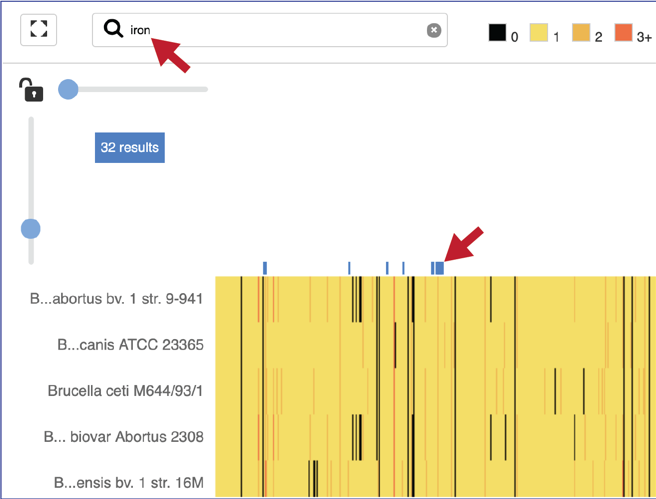 iron
0 1 2 3+
32 results
B...abortus bv. 1 str. 9-941
B...canis ATCC 23365
Brucella ceti M644/93/1
B... biovar Abortus 2308
B...ensis bv. 1 str. 16M